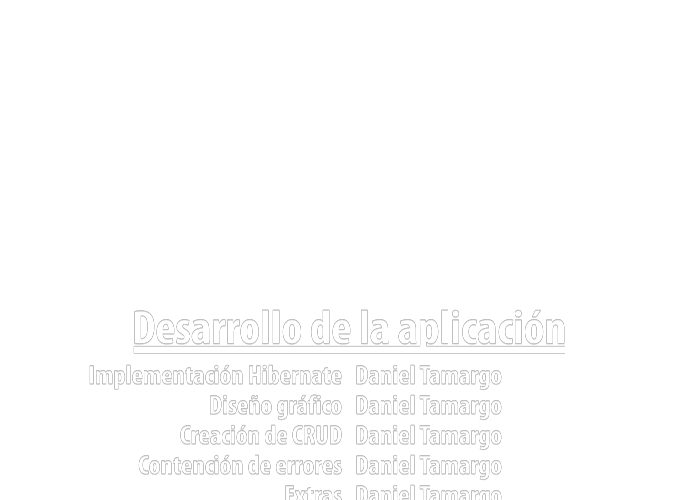 Desarrollo de la aplicación
Implementación Hibernate Daniel Tamargo
Diseño gráfico Daniel Tamargo
Creación de CRUD Daniel Tamargo
Contención de errores Daniel Tamargo
Extras Daniel Tamargo